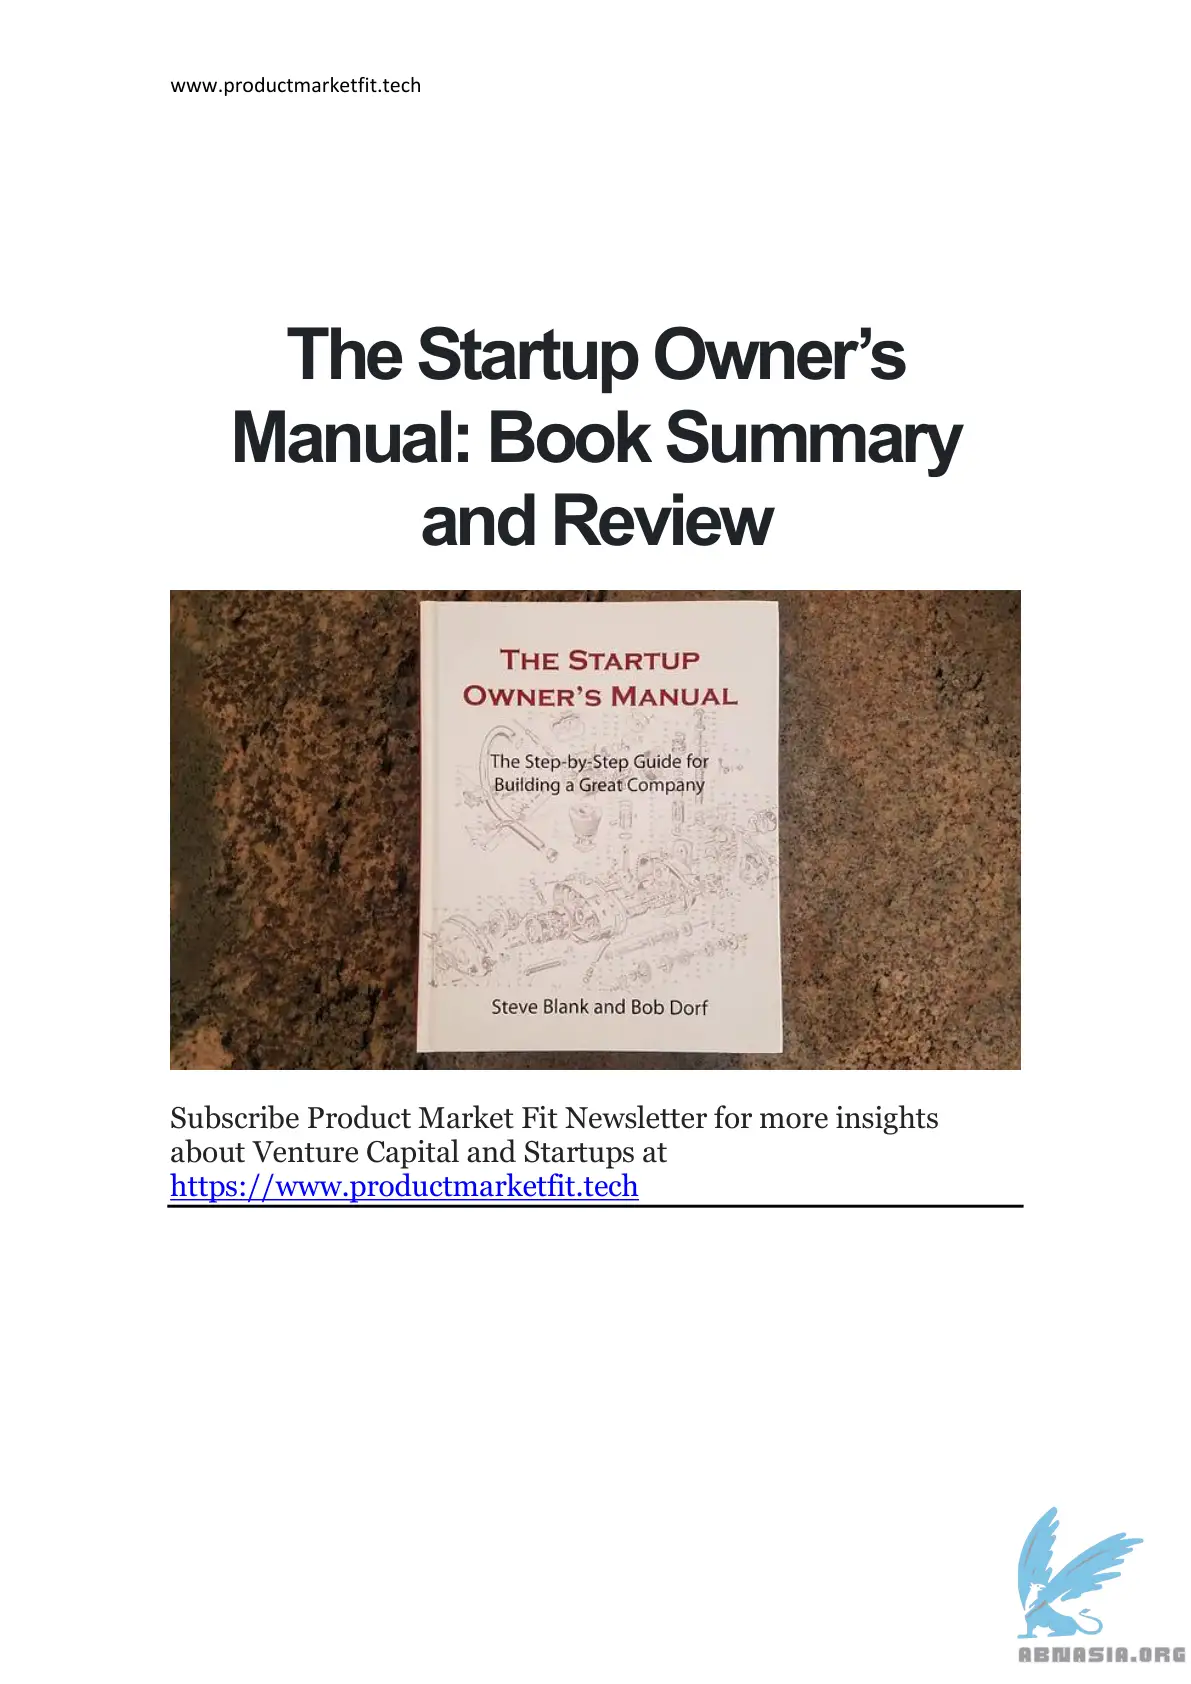 www.productmarketfit.tech
The Startup Owner’s
Manual: Book Summary
and Review
THE STARTUP
OWNER’S MANUAL
The Step-by-Step Guide for
Building a Great Company
Steve Blank and Bob Dorf
Subscribe Product Market Fit Newsletter for more insights
about Venture Capital and Startups at
https://www.productmarketfit.tech
ABNASIA.ORG